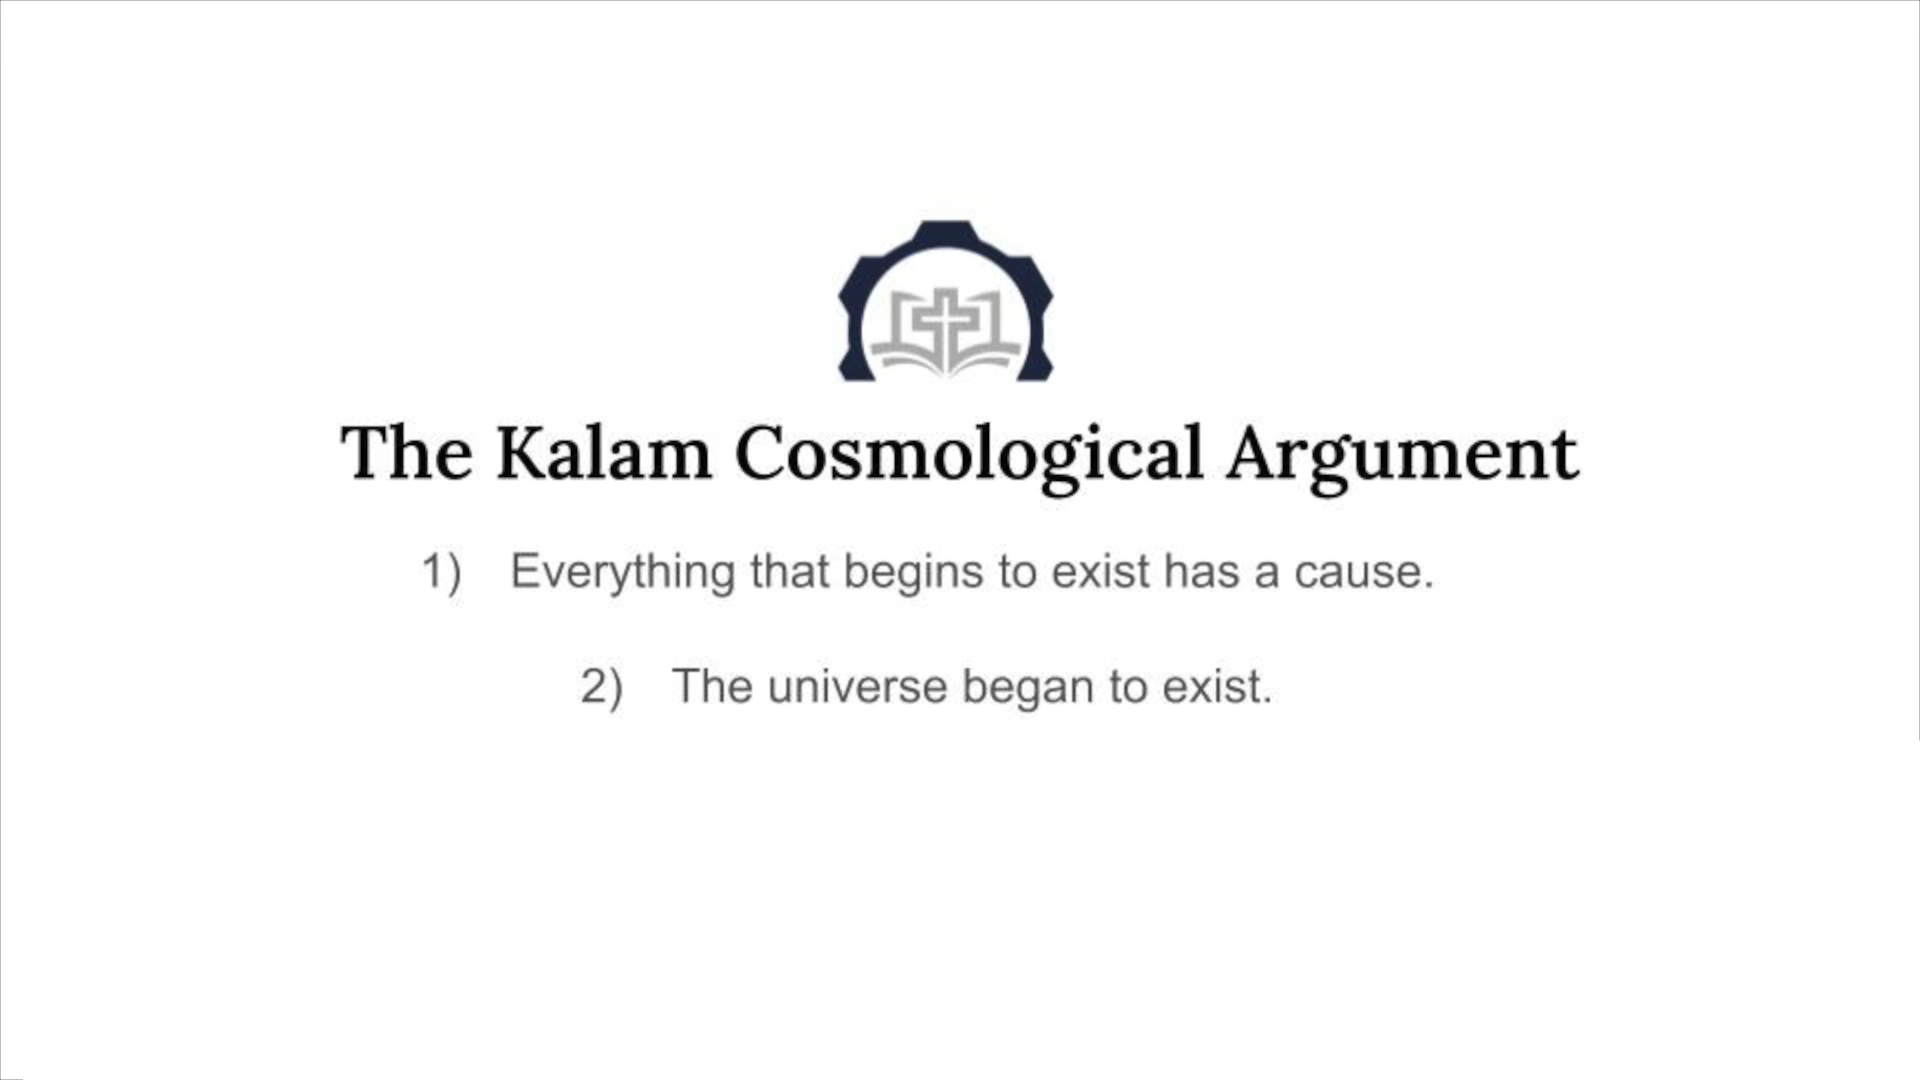 The Kalam Cosmological Argument
1) Everything that begins to exist has a cause.
2) The universe began to exist.